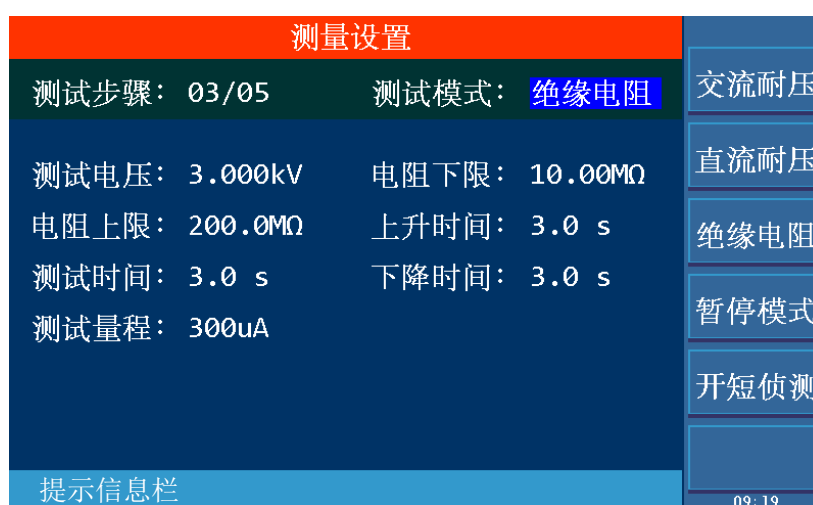 测量设置
测试步骤： 03/05 测试模式： 绝缘电阻
测试电压： 3.000kV 电阻下限： 10.00MΩ
电阻上限： 200.0MΩ 上升时间： 3.0 s
测试时间： 3.0 s 下降时间： 3.0 s
测试量程： 300uA
提示信息栏
交流耐压
直流耐压
绝缘电阻
暂停模式
开短侦测
09:19